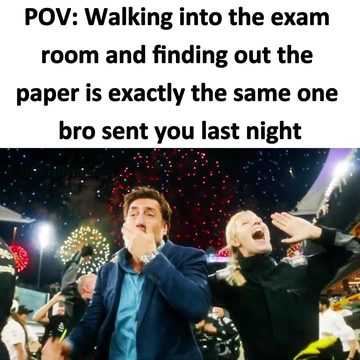 POV: Walking into the exam
room and finding out the
paper is exactly the same one
bro sent you last night